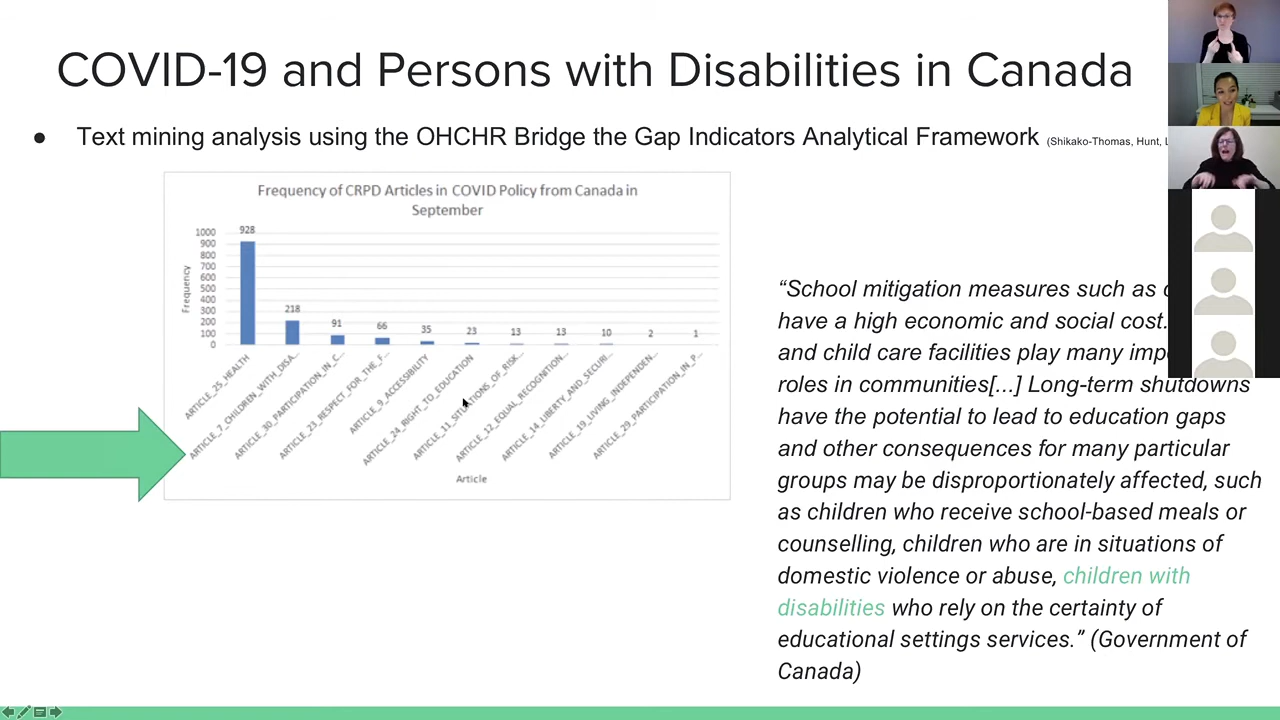 COVID-19 and Persons with Disabilities in Canada
● Text mining analysis using the OHCHR Bridge the Gap Indicators Analytical Framework (Shikako-Thomas, Hunt,
Frequency of CRPD Articles in COVID Policy from Canada in
September
Frequency
1000
900
800
700
600
500
400
300
200
100
0
928
218
91
66
35
23
13
13
10
2
1
ARTICLE_25_HEALTH
ARTICLE_7_CHILDREN_WITH_DISA...
ARTICLE_30_PARTICIPATION_IN_C...
ARTICLE_23_RESPECT_FOR_THE_F...
ARTICLE_9_ACCESSIBILITY
ARTICLE_24_RIGHT_TO_EDUCATION
ARTICLE_11_SITUATIONS_OF_RISK...
ARTICLE_12_EQUAL_RECOGNITION...
ARTICLE_14_LIBERTY_AND_SECURI...
ARTICLE_19_LIVING_INDEPENDEN...
ARTICLE_29_PARTICIPATION_IN_P...
Article
“School mitigation measures such as
have a high economic and social cost.
and child care facilities play many
roles in communities[...] Long-term shutdowns
have the potential to lead to education gaps
and other consequences for many particular
groups may be disproportionately affected, such
as children who receive school-based meals or
counselling, children who are in situations of
domestic violence or abuse, children with
disabilities who rely on the certainty of
educational settings services.” (Government of
Canada)